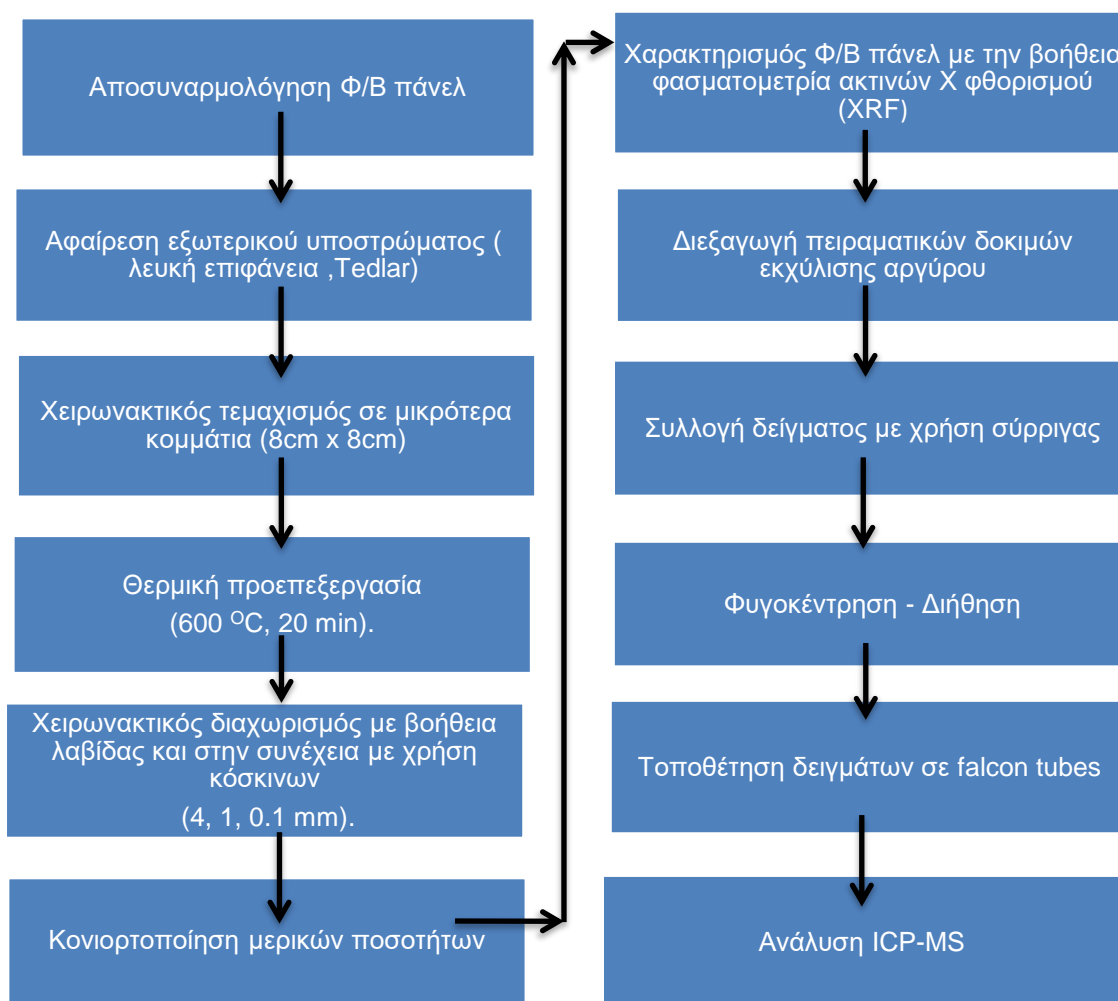 Αποσυναρμολόγηση Φ/Β πάνελ
Αφαίρεση εξωτερικού υποστρώματος (
λευκή επιφάνεια ,Tedlar)
Χειρωνακτικός τεμαχισμός σε μικρότερα
κομμάτια (8cm x 8cm)
Θερμική προεπεξεργασία
(600 ᴼC, 20 min).
Χειρωνακτικός διαχωρισμός με βοήθεια
λαβίδας και στην συνέχεια με χρήση
κόσκινων
(4, 1, 0.1 mm).
Κονιορτοποίηση μερικών ποσοτήτων
Χαρακτηρισμός Φ/Β πάνελ με την βοήθεια
φασματομετρία ακτινών Χ φθορισμού
(XRF)
Διεξαγωγή πειραματικών δοκιμών
εκχύλισης αργύρου
Συλλογή δείγματος με χρήση σύρριγας
Φυγοκέντρηση - Διήθηση
Τοποθέτηση δειγμάτων σε falcon tubes
Ανάλυση ICP-MS